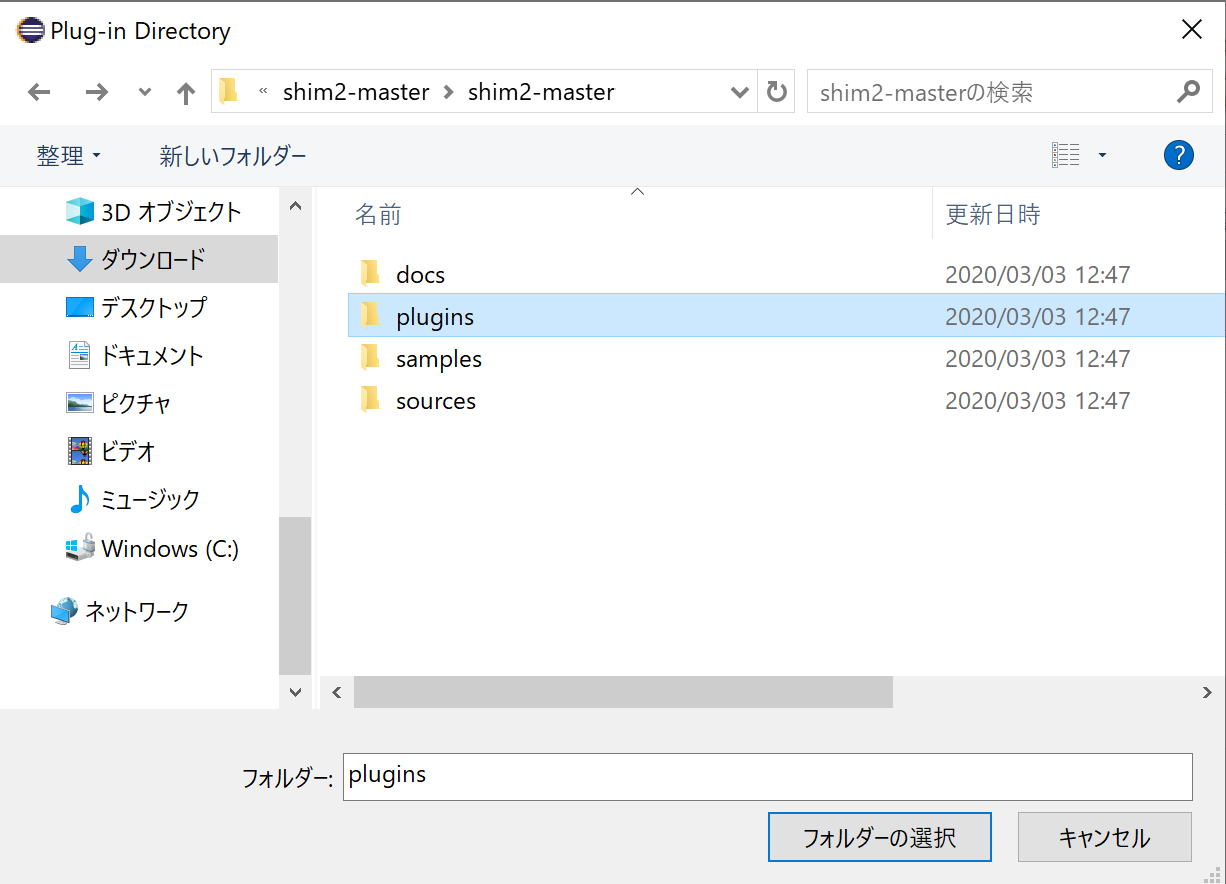 Plug-in Directory
« shim2-master > shim2-master
shim2-masterの検索
整理
新しいフォルダー
?
3D オブジェクト
ダウンロード
デスクトップ
ドキュメント
ピクチャ
ビデオ
ミュージック
Windows (C:)
ネットワーク
名前 更新日時
docs 2020/03/03 12:47
plugins 2020/03/03 12:47
samples 2020/03/03 12:47
sources 2020/03/03 12:47
フォルダー: plugins
フォルダーの選択
キャンセル